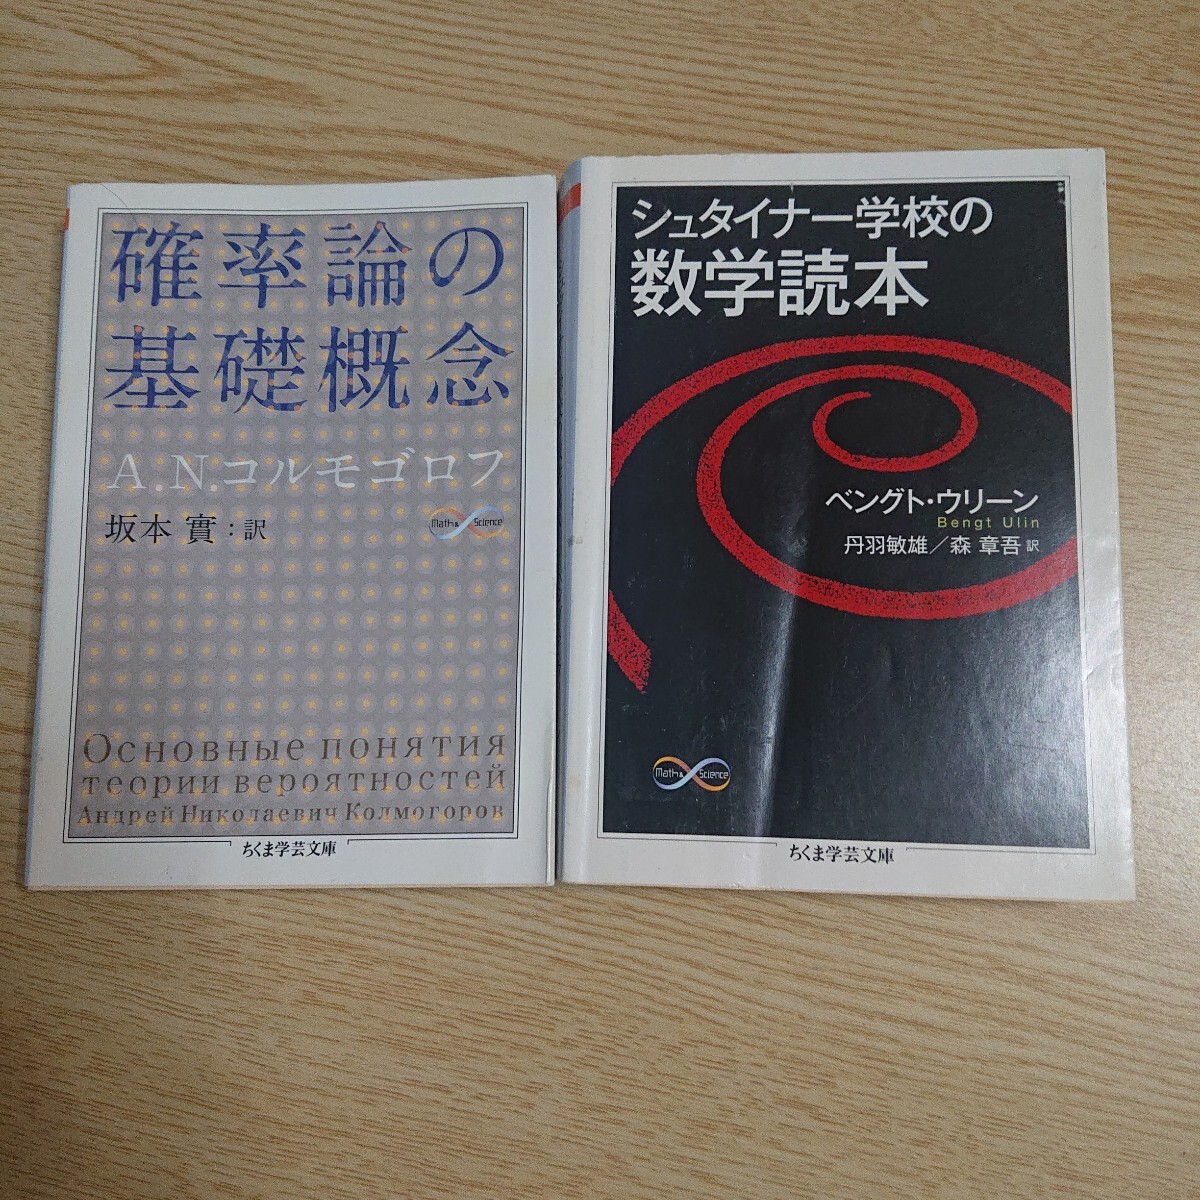 確率論の
基礎概念
A.N.コルモゴロフ
坂本 實：訳
Math & Science
Основные понятия
теории вероятностей
Андрей Николаевич Колмогоров
ちくま学芸文庫
シュタイナー学校の
数学読本
ベングト・ウリーン
Bengt Ulin
丹羽敏雄／森 章吾 訳
Math & Science
ちくま学芸文庫